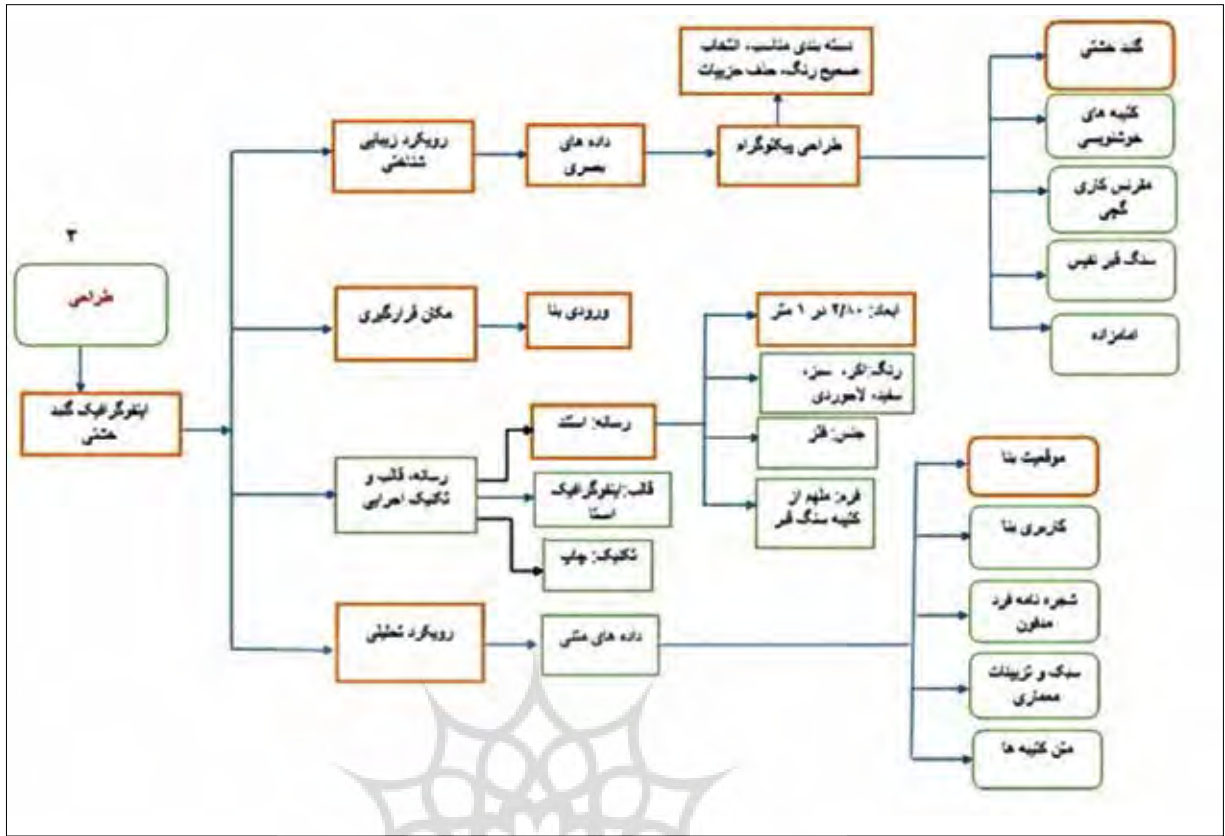 ۳
طراحی
اینفوگرافیک گنبد
خشتی
رویکرد زیبایی
شناختی
داده های
بصری
طراحی پیکتوگرام
دسته بندی مناسب، انتخاب
صحیح رنگ، حذف جزییات
گنبد خشتی
کتیبه های
خوشنویسی
مقرنس کاری
گچی
سنگ قبر نفیس
امامزاده
مکان قرارگیری
ورودی بنا
رسانه، قالب و
تکنیک اجرایی
رسانه: استند
قالب: اینفوگرافیک
استا
تکنیک: چاپ
ابعاد: ۲/۸۰ در ۱ متر
رنگ: اکر، سبز،
سفید، لاجوردی
جنس: فلز
فرم: ملهم از
کتیبه سنگ قبر
رویکرد تحلیلی
داده های متنی
موقعیت بنا
کاربری بنا
شجره نامه فرد
مدفون
سبک و تزیینات
معماری
متن کتیبه ها